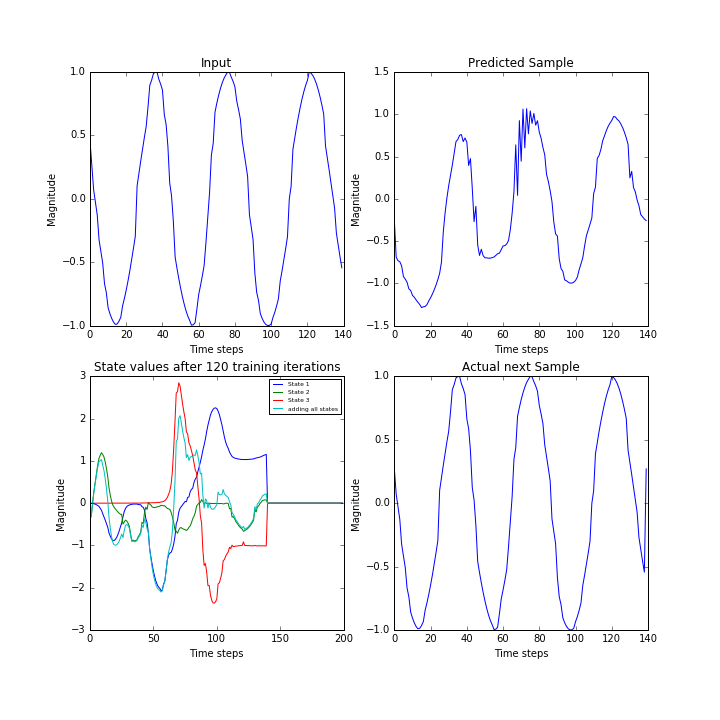 Input
Magnitude
1.0
0.5
0.0
−0.5
−1.0
0 20 40 60 80 100 120 140
Time steps
Predicted Sample
Magnitude
1.5
1.0
0.5
0.0
−0.5
−1.0
−1.5
0 20 40 60 80 100 120 140
Time steps
State values after 120 training iterations
Magnitude
3
2
1
0
−1
−2
−3
State 1
State 2
State 3
adding all states
0 50 100 150 200
Time steps
Actual next Sample
Magnitude
1.0
0.5
0.0
−0.5
−1.0
0 20 40 60 80 100 120 140
Time steps